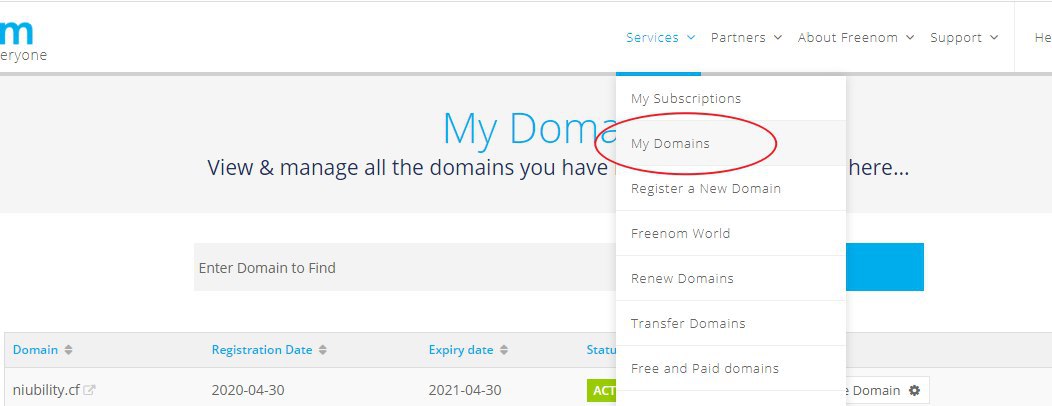 m
eryone
Services Partners About Freenom Support He
My Subscriptions
My Doma
My Domains
View & manage all the domains you have here...
Register a New Domain
Freenom World
Enter Domain to Find
Renew Domains
Transfer Domains
Domain Registration Date Expiry date Statu
Free and Paid domains
niubility.cf 2020-04-30 2021-04-30 ACT e Domain